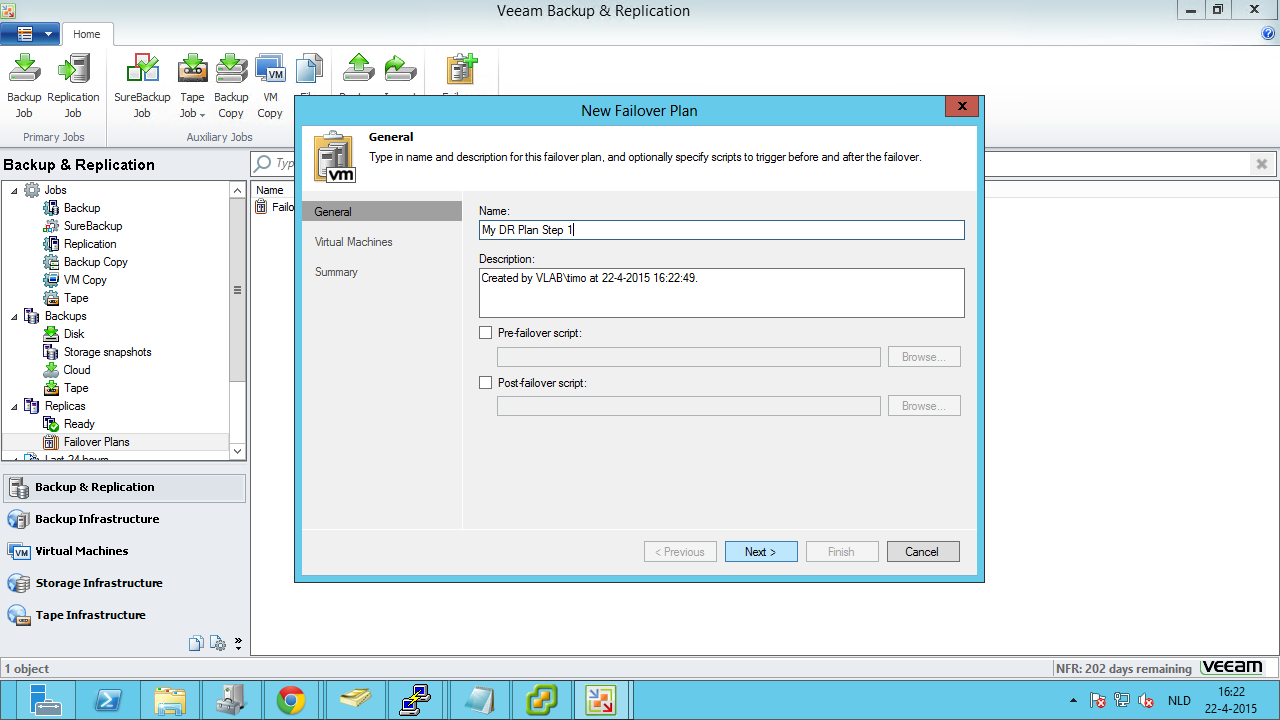 Veeam Backup & Replication
Home
Backup Job
Replication Job
SureBackup Job
Tape Job
Backup Copy
VM Copy
Primary Jobs
Auxiliary Jobs
New Failover Plan
General
Type in name and description for this failover plan, and optionally specify scripts to trigger before and after the failover.
vm
General
Virtual Machines
Summary
Name:
My DR Plan Step 1
Description:
Created by VLAB\timo at 22-4-2015 16:22:49.
Pre-failover script:
Browse...
Post-failover script:
Browse...
< Previous
Next >
Finish
Cancel
Backup & Replication
Name
Jobs
Backup
SureBackup
Replication
Backup Copy
VM Copy
Tape
Backups
Disk
Storage snapshots
Cloud
Tape
Replicas
Ready
Failover Plans
Last 24 hours
Backup & Replication
Backup Infrastructure
Virtual Machines
Storage Infrastructure
Tape Infrastructure
1 object
NFR: 202 days remaining
veeam
NLD
16:22
22-4-2015